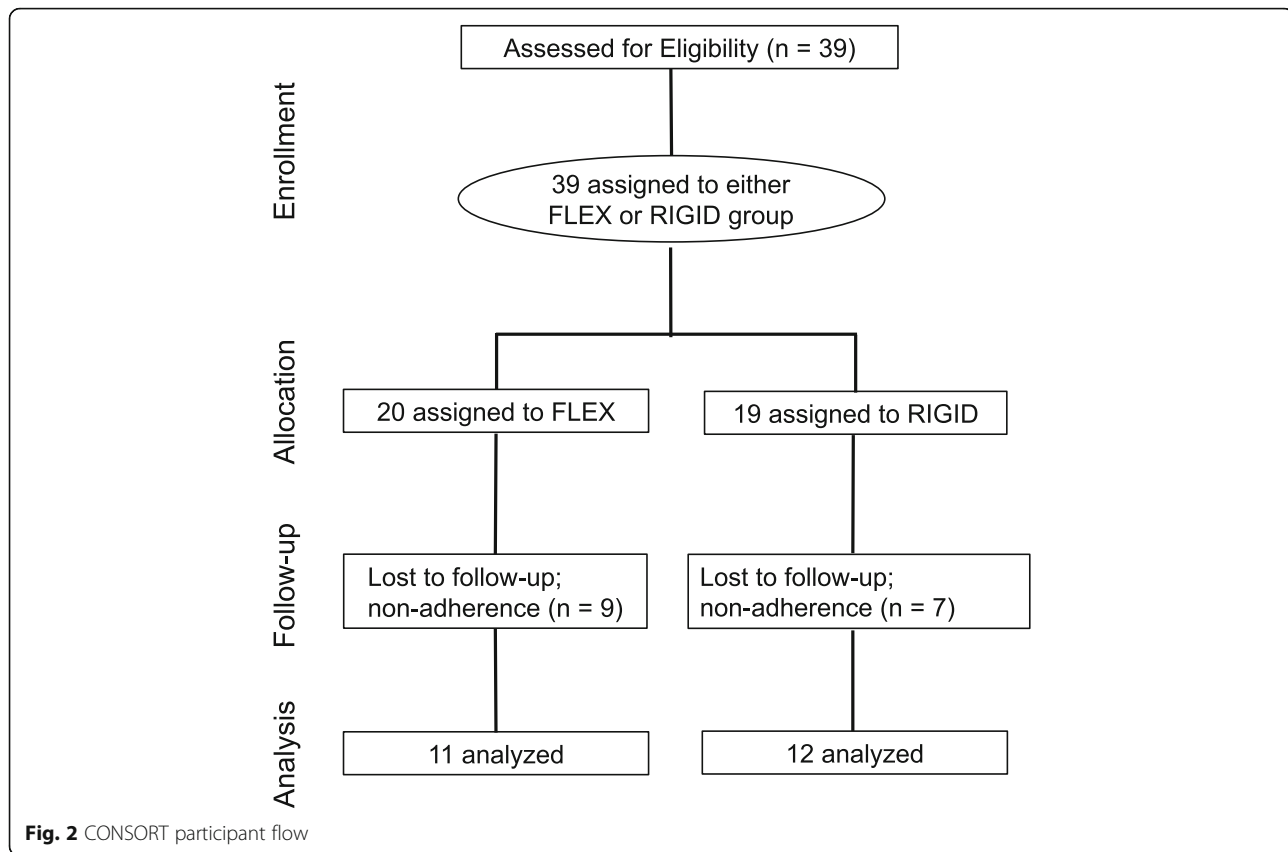 Enrollment
Assessed for Eligibility (n = 39)
39 assigned to either
FLEX or RIGID group
Allocation
20 assigned to FLEX
19 assigned to RIGID
Follow-up
Lost to follow-up;
non-adherence (n = 9)
Lost to follow-up;
non-adherence (n = 7)
Analysis
11 analyzed
12 analyzed
Fig. 2 CONSORT participant flow